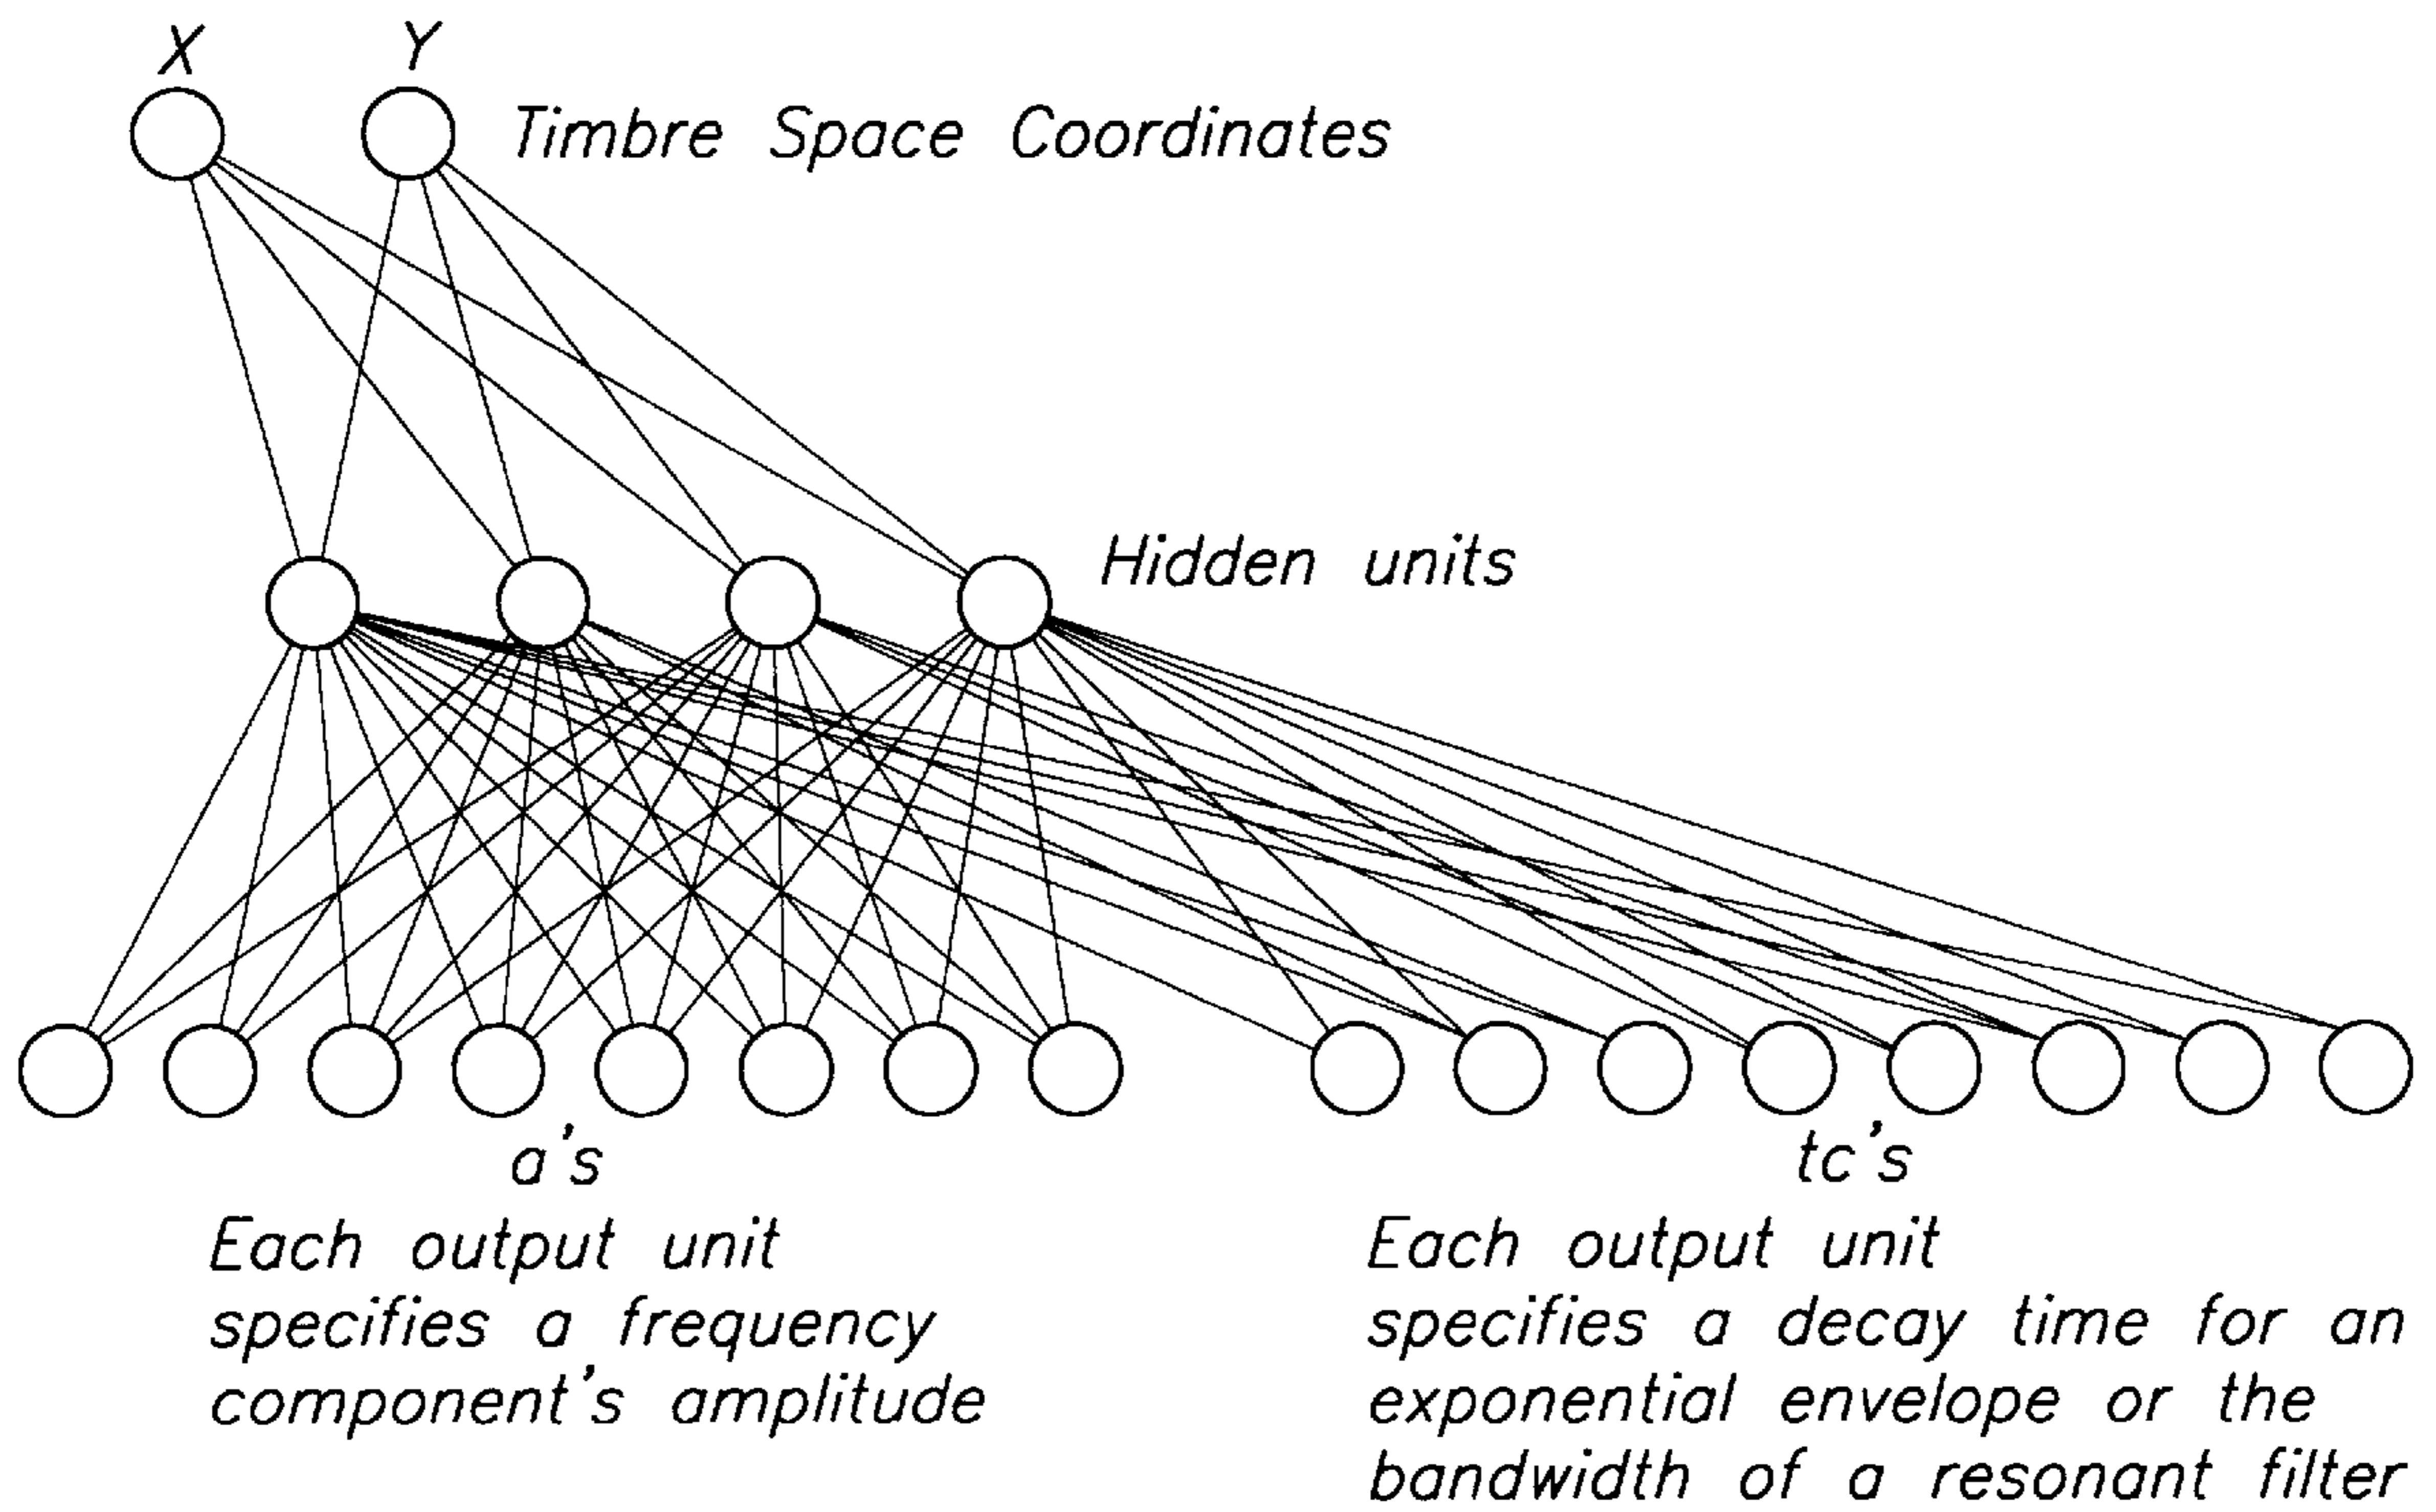 X Y
Timbre Space Coordinates
Hidden units
a's
Each output unit
specifies a frequency
component's amplitude
tc's
Each output unit
specifies a decay time for an
exponential envelope or the
bandwidth of a resonant filter